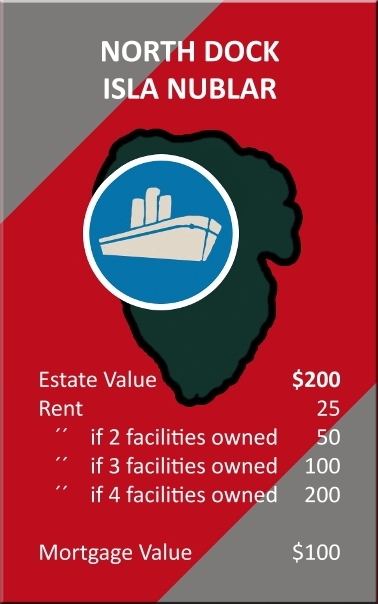 NORTH DOCK
ISLA NUBLAR
Estate Value $200
Rent 25
´´ if 2 facilities owned 50
´´ if 3 facilities owned 100
´´ if 4 facilities owned 200
Mortgage Value $100